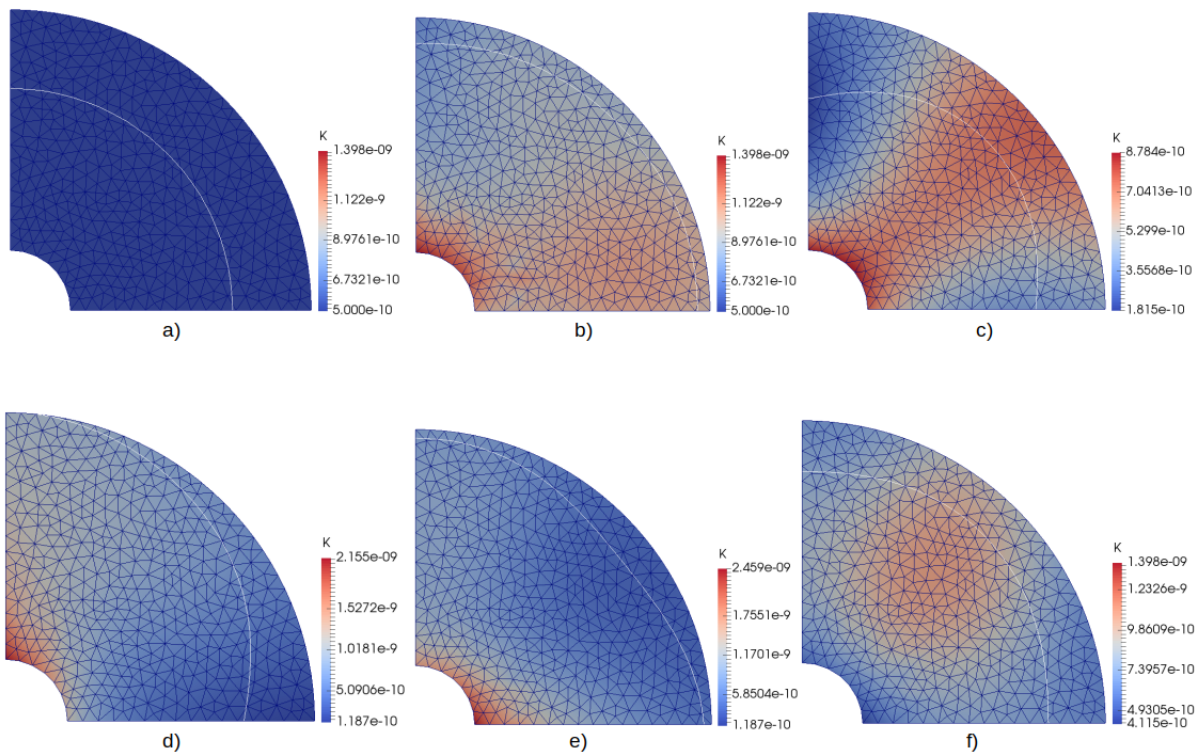 K
1.398e-09
1.122e-9
8.9761e-10
6.7321e-10
5.000e-10
a)
K
1.398e-09
1.122e-9
8.9761e-10
6.7321e-10
5.000e-10
b)
K
8.784e-10
7.0413e-10
5.299e-10
3.5568e-10
1.815e-10
c)
K
2.155e-09
1.5272e-9
1.0181e-9
5.0906e-10
1.187e-10
d)
K
2.459e-09
1.7551e-9
1.1701e-9
5.8504e-10
1.187e-10
e)
K
1.398e-09
1.2326e-9
9.8609e-10
7.3957e-10
4.9305e-10
4.115e-10
f)